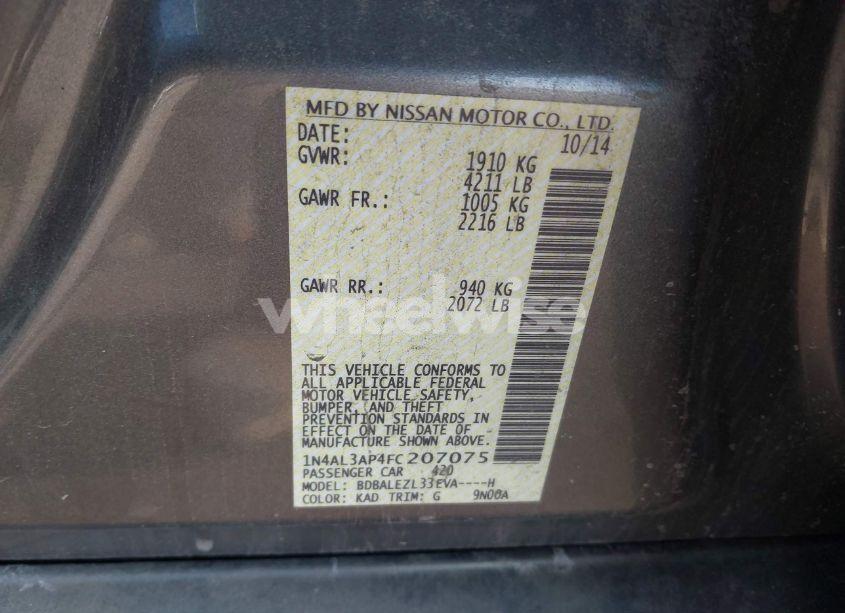 MFD BY NISSAN MOTOR CO., LTD.
DATE: 10/14
GVWR: 1910 KG
4211 LB
GAWR FR.: 1005 KG
2216 LB
GAWR RR.: 940 KG
2072 LB
wheelwise
THIS VEHICLE CONFORMS TO
ALL APPLICABLE FEDERAL
MOTOR VEHICLE SAFETY,
BUMPER, AND THEFT
PREVENTION STANDARDS IN
EFFECT ON THE DATE OF
MANUFACTURE SHOWN ABOVE.
1N4AL3AP4FC207075
PASSENGER CAR 420
MODEL: BDBALEZL33EVA----H
COLOR: KAD TRIM: G 9N00A